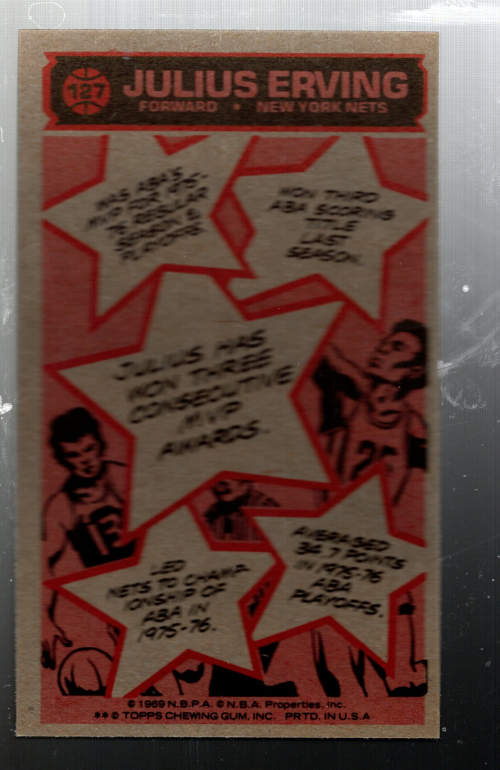 127
JULIUS ERVING
FORWARD • NEW YORK NETS
WAS ABA'S
MVP FOR 1975-
76 REGULAR
SEASON &
PLAYOFFS.
WON THIRD
ABA SCORING
TITLE
LAST
SEASON.
JULIUS HAS
WON THREE
CONSECUTIVE
MVP
AWARDS.
LED
NETS TO CHAMP-
IONSHIP OF
ABA IN
1975-76.
AVERAGED
34.7 POINTS
IN 1975-76
ABA
PLAYOFFS.
© 1969 N.B.P.A. © N.B.A. Properties, Inc.
** © TOPPS CHEWING GUM, INC. PRTD. IN U.S.A